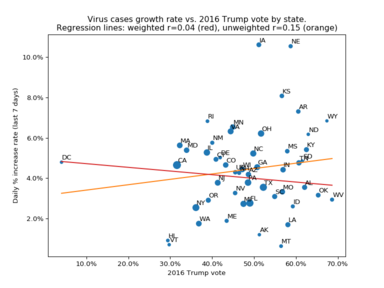 Virus cases growth rate vs. 2016 Trump vote by state.
Regression lines: weighted r=0.04 (red), unweighted r=0.15 (orange)
IA
NE
10.0%
KS
8.0%
AR
RI
MN
WY
OH
ND
6.0%
MA
MD
NM
IL
NC
MS
KY
DC
CA
DE
CO
WI
GA
IN
TN
4.0%
NJ
PA
TX
AL
NV
MO
OK
OR
WV
NY
FL
ID
2.0%
WA
ME
LA
AK
HI
VT
MT
10.0%
20.0%
30.0%
40.0%
50.0%
60.0%
70.0%
2016 Trump vote
Daily % increase rate (last 7 days)